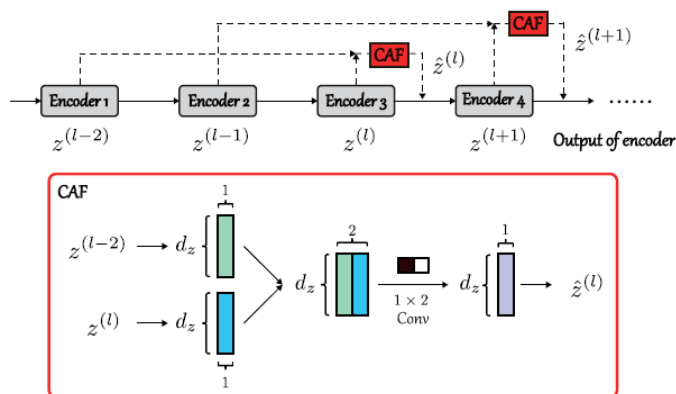 CAF
ẑ^(l+1)
CAF
ẑ^(l)
Encoder 1
Encoder 2
Encoder 3
Encoder 4
......
z^(l-2)
z^(l-1)
z^(l)
z^(l+1)
Output of encoder
CAF
1
z^(l-2)
d_z
2
1
d_z
1 × 2
Conv
d_z
ẑ^(l)
z^(l)
d_z
1